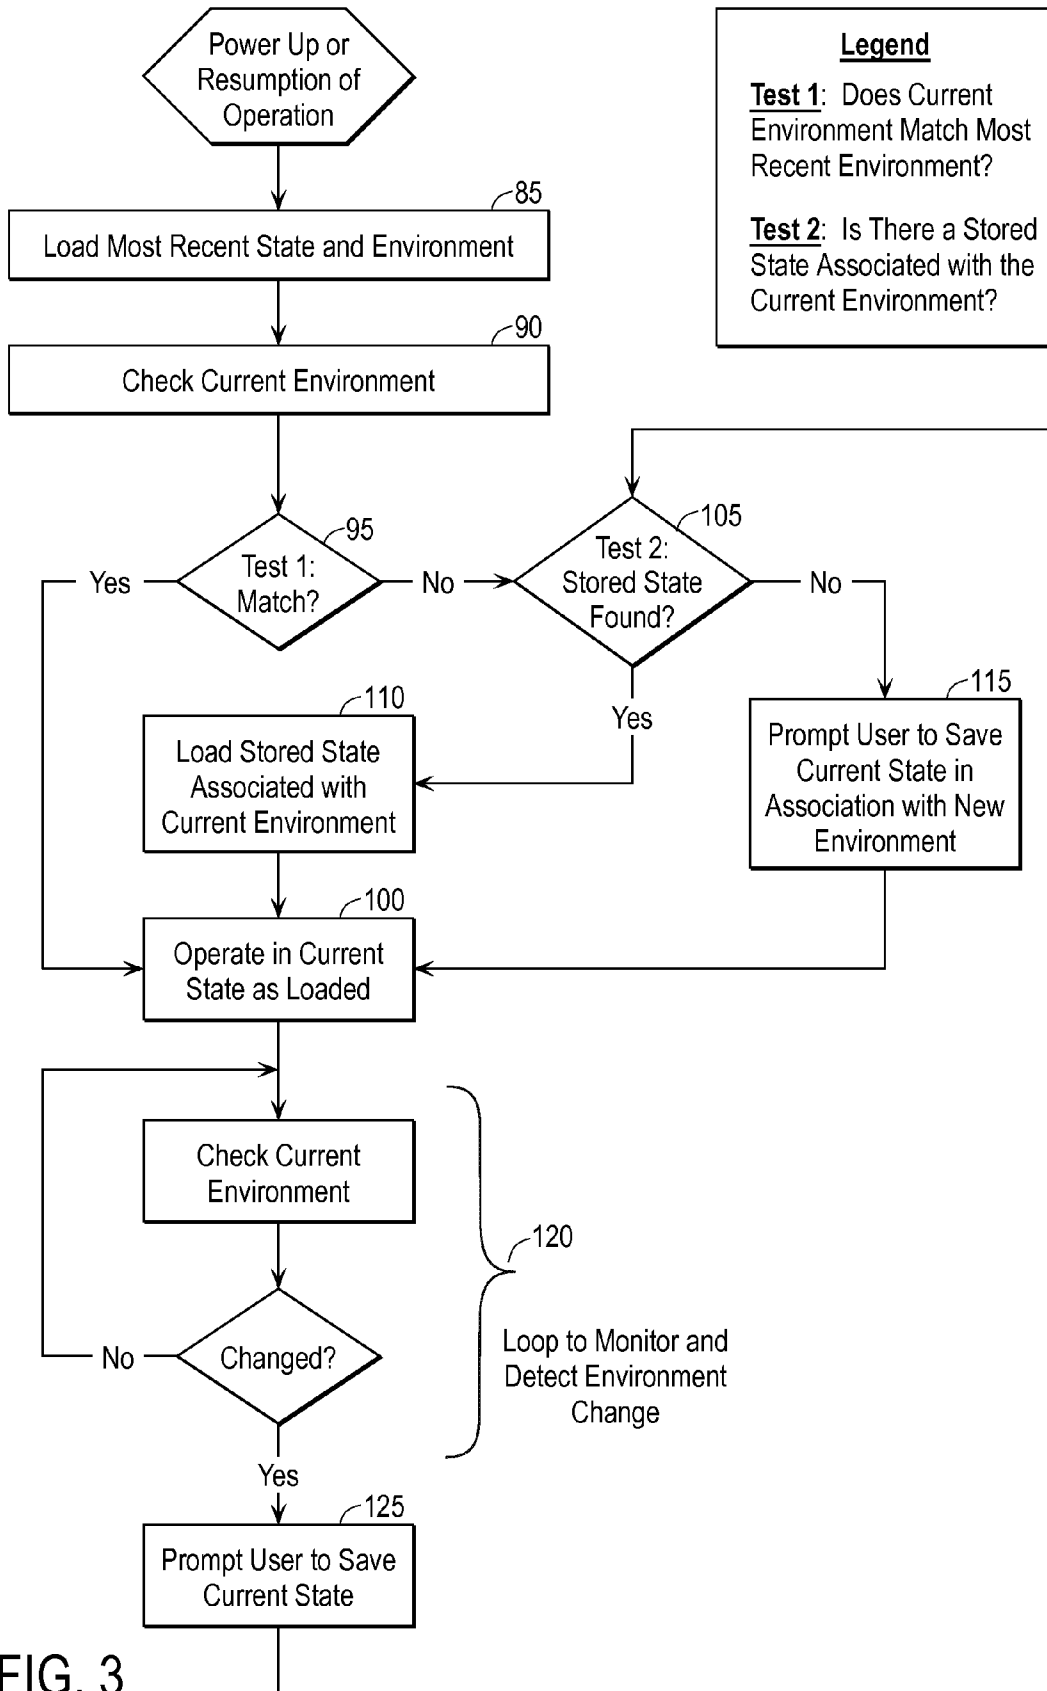 Power Up or
Resumption of
Operation
Legend
Test 1: Does Current
Environment Match Most
Recent Environment?
Test 2: Is There a Stored
State Associated with the
Current Environment?
85
Load Most Recent State and Environment
90
Check Current Environment
95
Test 1:
Match?
Yes
No
105
Test 2:
Stored State
Found?
No
Yes
110
Load Stored State
Associated with
Current Environment
115
Prompt User to Save
Current State in
Association with New
Environment
100
Operate in Current
State as Loaded
Check Current
Environment
120
Loop to Monitor and
Detect Environment
Change
Changed?
No
Yes
125
Prompt User to Save
Current State
FIG. 3